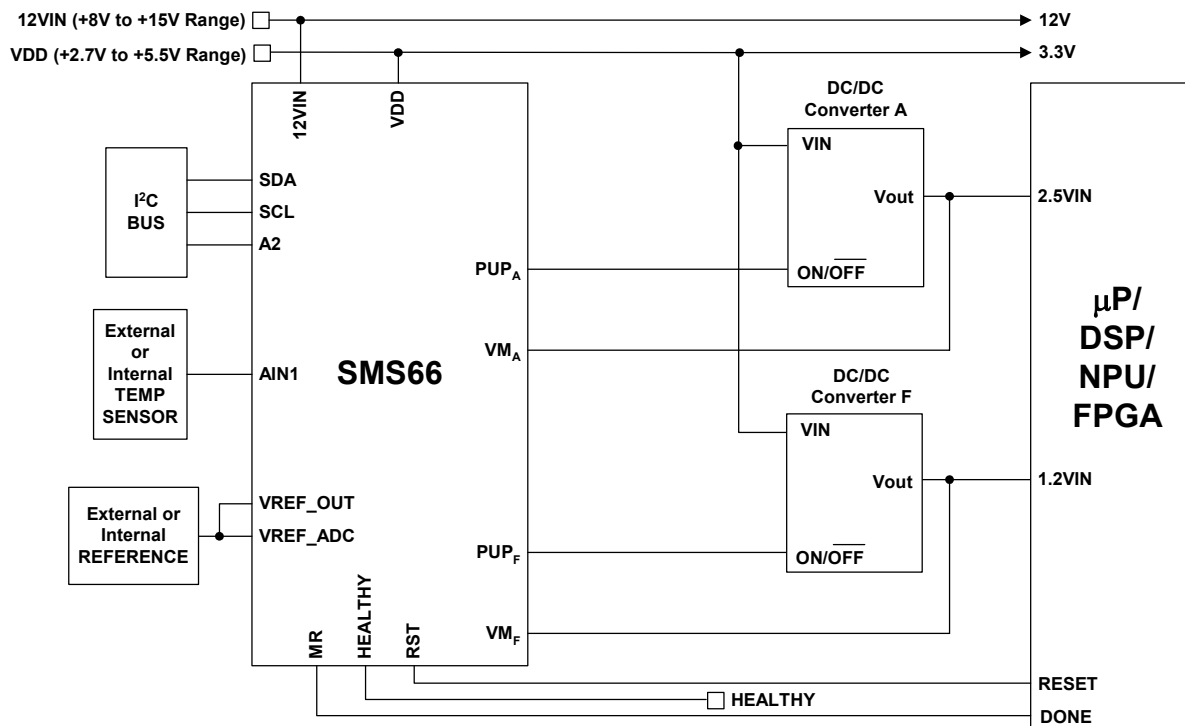 12VIN (+8V to +15V Range)
12V
VDD (+2.7V to +5.5V Range)
3.3V
12VIN
VDD
DC/DC
Converter A
VIN
Vout
ON/OFF
2.5VIN
I²C
BUS
SDA
SCL
A2
PUPA
VMA
External
or
Internal
TEMP
SENSOR
AIN1
SMS66
μP/
DSP/
NPU/
FPGA
DC/DC
Converter F
VIN
Vout
ON/OFF
1.2VIN
External or
Internal
REFERENCE
VREF_OUT
VREF_ADC
PUPF
VMF
MR
HEALTHY
RST
RESET
HEALTHY
DONE